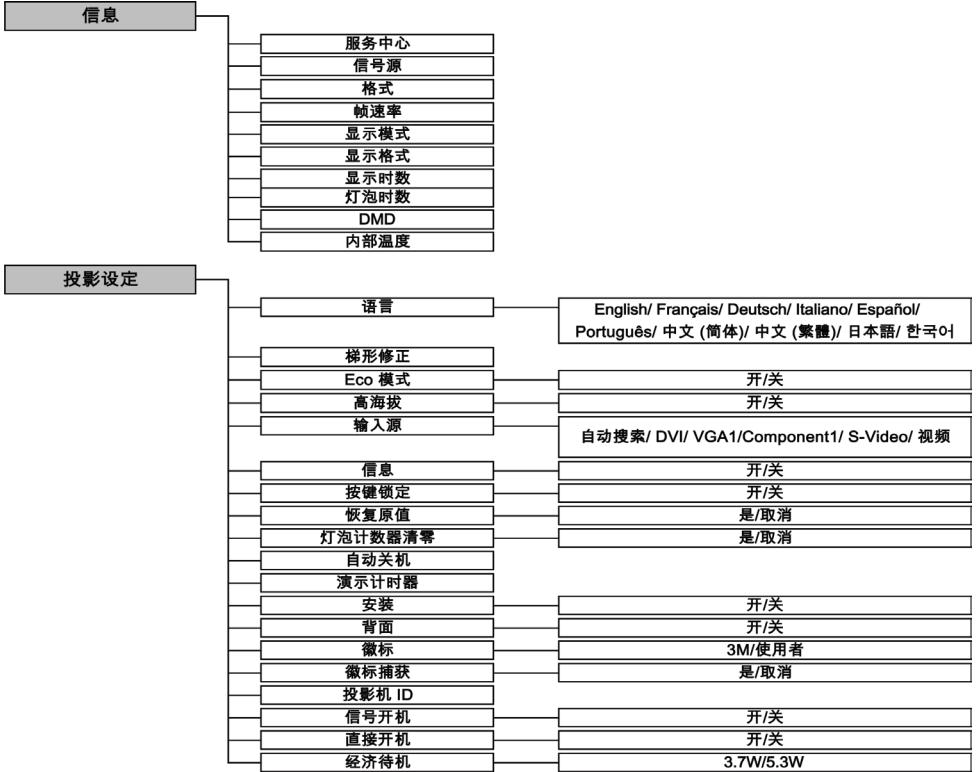 信息
服务中心
信号源
格式
帧速率
显示模式
显示格式
显示时数
灯泡时数
DMD
内部温度
投影设定
语言
English/ Français/ Deutsch/ Italiano/ Español/
Português/ 中文 (简体)/ 中文 (繁體)/ 日本語/ 한국어
梯形修正
Eco 模式
开/关
高海拔
开/关
输入源
自动搜索/ DVI/ VGA1/Component1/ S-Video/ 视频
信息
开/关
按键锁定
开/关
恢复原值
是/取消
灯泡计数器清零
是/取消
自动关机
演示计时器
安装
开/关
背面
开/关
徽标
3M/使用者
徽标捕获
是/取消
投影机 ID
信号开机
开/关
直接开机
开/关
经济待机
3.7W/5.3W